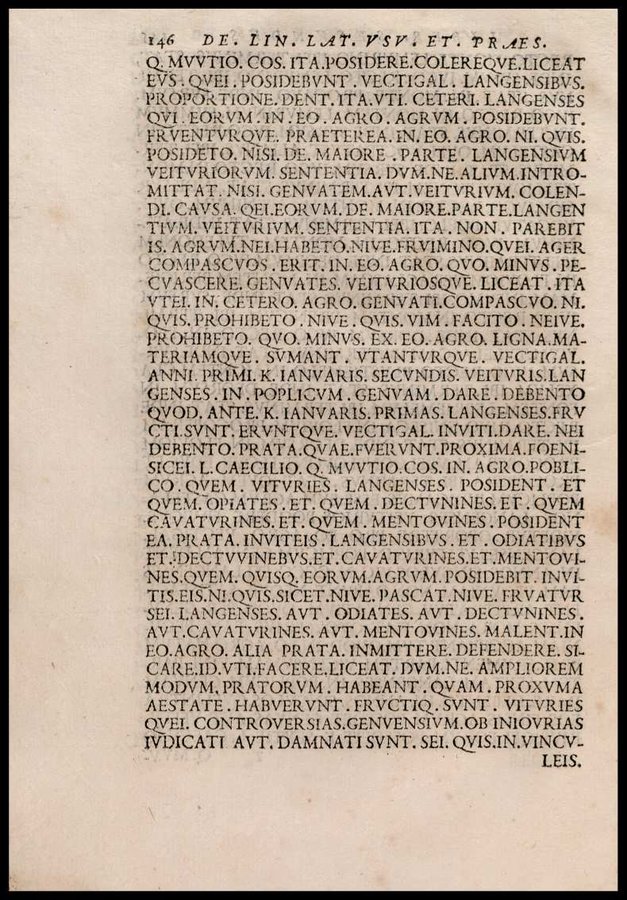 146 DE. LIN. LAT. VSV. ET. PRAES.
Q. MVVTIO. COS. ITA.POSIDERE.COLEREQVE.LICEAT
EVS. QVEI. POSIDEBVNT. VECTIGAL. LANGENSIBVS.
PROPORTIONE. DENT. ITA.VTI. CETERI. LANGENSES
QVI. EORVM. IN. EO. AGRO. AGRVM. POSIDEBVNT.
FRVENTVRQVE. PRAETEREA. IN. EO. AGRO. NI. QVIS.
POSIDETO. NISI. DE. MAIORE. PARTE. LANGENSIVM
VEITVRIORVM. SENTENTIA. DVM.NE.ALIVM.INTRO-
MITTAT. NISI. GENVATEM.AVT.VEITVRIVM. COLEN-
DI. CAVSA. QEI.EORVM. DE. MAIORE.PARTE.LANGEN
TIVM. VEITVRIVM. SENTENTIA. ITA. NON. PAREBIT
IS. AGRVM.NEI.HABETO.NIVE.FRVIMINO.QVEI. AGER
COMPASCVOS. ERIT. IN. EO. AGRO. QVO. MINVS. PE-
CVASCERE. GENVATES. VEITVRIOSQVE. LICEAT. ITA
VTEI. IN. CETERO. AGRO. GENVATI.COMPASCVO. NI.
QVIS. PROHIBETO. NIVE. QVIS. VIM. FACITO. NEIVE.
PROHIBETO. QVO. MINVS. EX. EO. AGRO. LIGNA.MA-
TERIAMQVE. SVMANT. VTANTVRQVE. VECTIGAL.
ANNI. PRIMI. K. IANVARIS. SECVNDIS. VEITVRIS.LAN
GENSES. IN. POPLICVM. GENVAM. DARE. DEBENTO
QVOD. ANTE. K. IANVARIS. PRIMAS. LANGENSES.FRV
CTI.SVNT. ERVNTQVE. VECTIGAL. INVITI.DARE. NEI
DEBENTO. PRATA.QVAE.FVERVNT.PROXIMA.FOENI-
SICEI. L. CAECILIO. Q. MVVTIO.COS. IN. AGRO.POBLI-
CO. QVEM. VITVRIES. LANGENSES. POSIDENT. ET
QVEM. OPIATES. ET. QVEM. DECTVNINES. ET. QVEM
CAVATVRINES. ET. QVEM. MENTOVINES. POSIDENT
EA. PRATA. INVITEIS. LANGENSIBVS. ET. ODIATIBVS
ET. DECTVVINEBVS.ET. CAVATVRINES.ET.MENTOVI-
NES.QVEM. QVISQ. EORVM.AGRVM. POSIDEBIT. INVI-
TIS.EIS.NI.QVIS.SICET.NIVE. PASCAT.NIVE. FRVATVR
SEI. LANGENSES. AVT. ODIATES. AVT. DECTVNINES.
AVT.CAVATVRINES. AVT. MENTOVINES. MALENT.IN
EO.AGRO. ALIA PRATA. INMITTERE. DEFENDERE. SI-
CARE.ID.VTI.FACERE.LICEAT. DVM.NE. AMPLIOREM
MODVM. PRATORVM. HABEANT. QVAM. PROXVMA
AESTATE. HABVERVNT. FRVCTIQ. SVNT. VITVRIES
QVEI. CONTROVERSIAS.GENVENSIVM.OB INIOVRIAS
IVDICATI AVT. DAMNATI SVNT. SEI. QVIS.IN.VINCV-
LEIS.